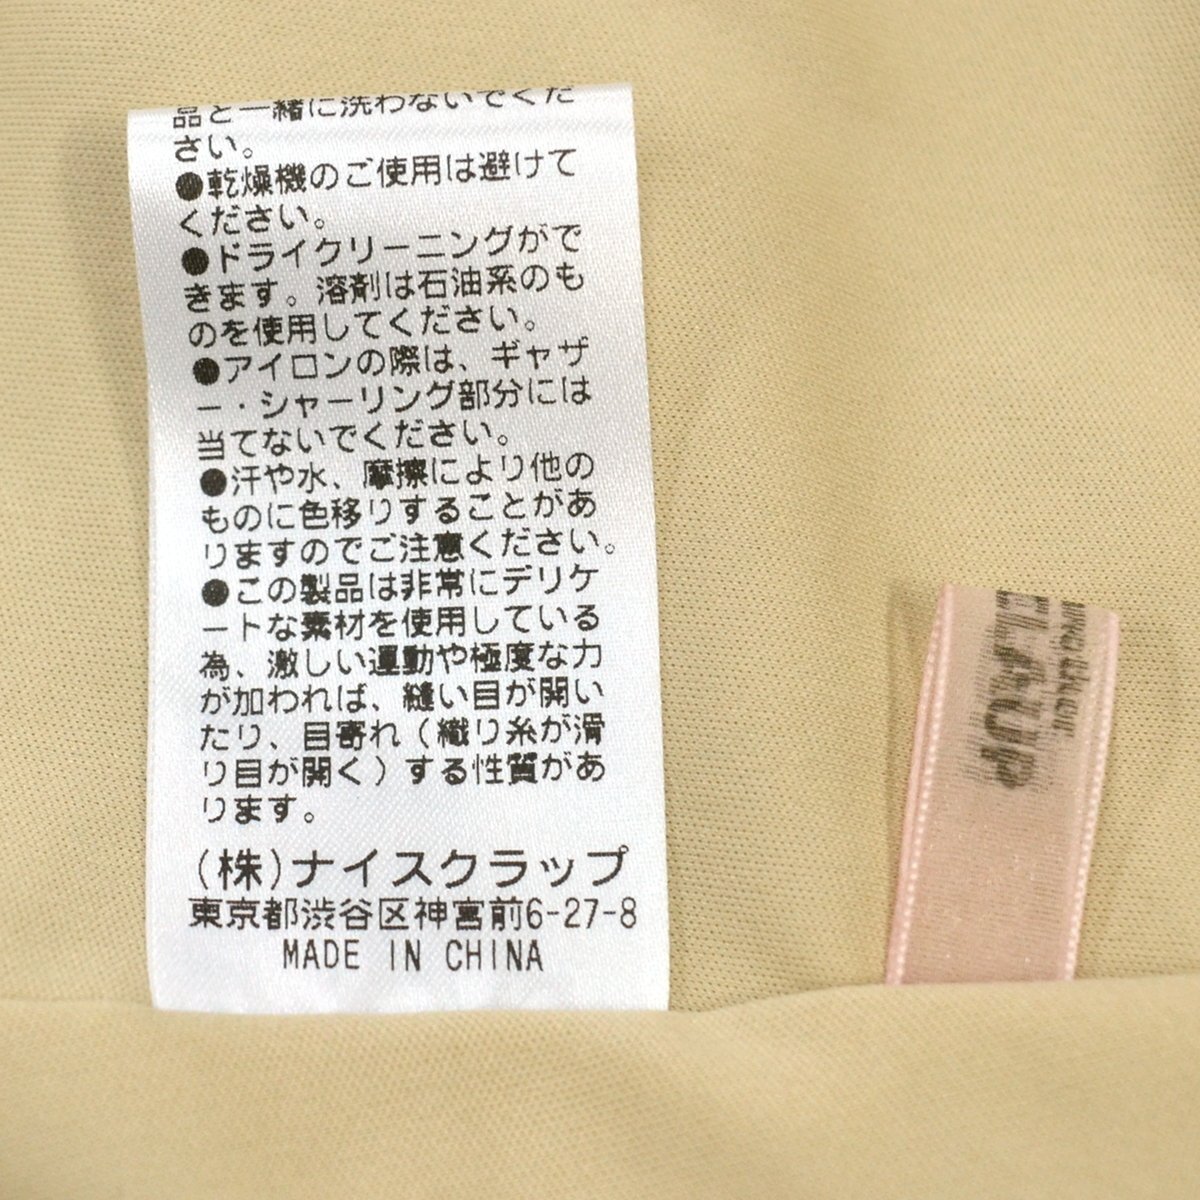 品と一緒に洗わないでくだ
さい。
●乾燥機のご使用は避けて
ください。
●ドライクリーニングがで
きます。溶剤は石油系のも
のを使用してください。
●アイロンの際は、ギャザ
ー・シャーリング部分には
当てないでください。
●汗や水、摩擦により他の
ものに色移りすることがあ
りますのでご注意ください。
●この製品は非常にデリケ
ートな素材を使用している
為、激しい運動や極度な力
が加われば、縫い目が開い
たり、目寄れ(織り糸が滑
り目が開く)する性質があ
ります。
(株)ナイスクラップ
東京都渋谷区神宮前6-27-8
MADE IN CHINA